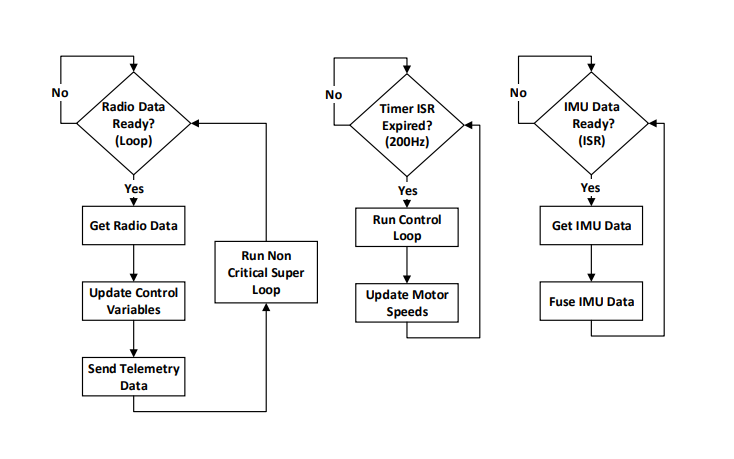 No
Radio Data
Ready?
(Loop)
Yes
Get Radio Data
Update Control
Variables
Send Telemetry
Data
Run Non
Critical Super
Loop
No
Timer ISR
Expired?
(200Hz)
Yes
Run Control
Loop
Update Motor
Speeds
No
IMU Data
Ready?
(ISR)
Yes
Get IMU Data
Fuse IMU Data